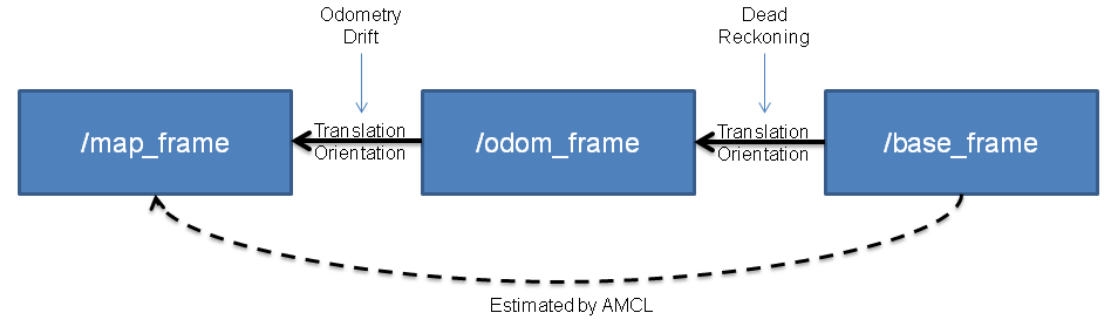 Odometry
Drift
Dead
Reckoning
/map_frame
Translation
Orientation
/odom_frame
Translation
Orientation
/base_frame
Estimated by AMCL